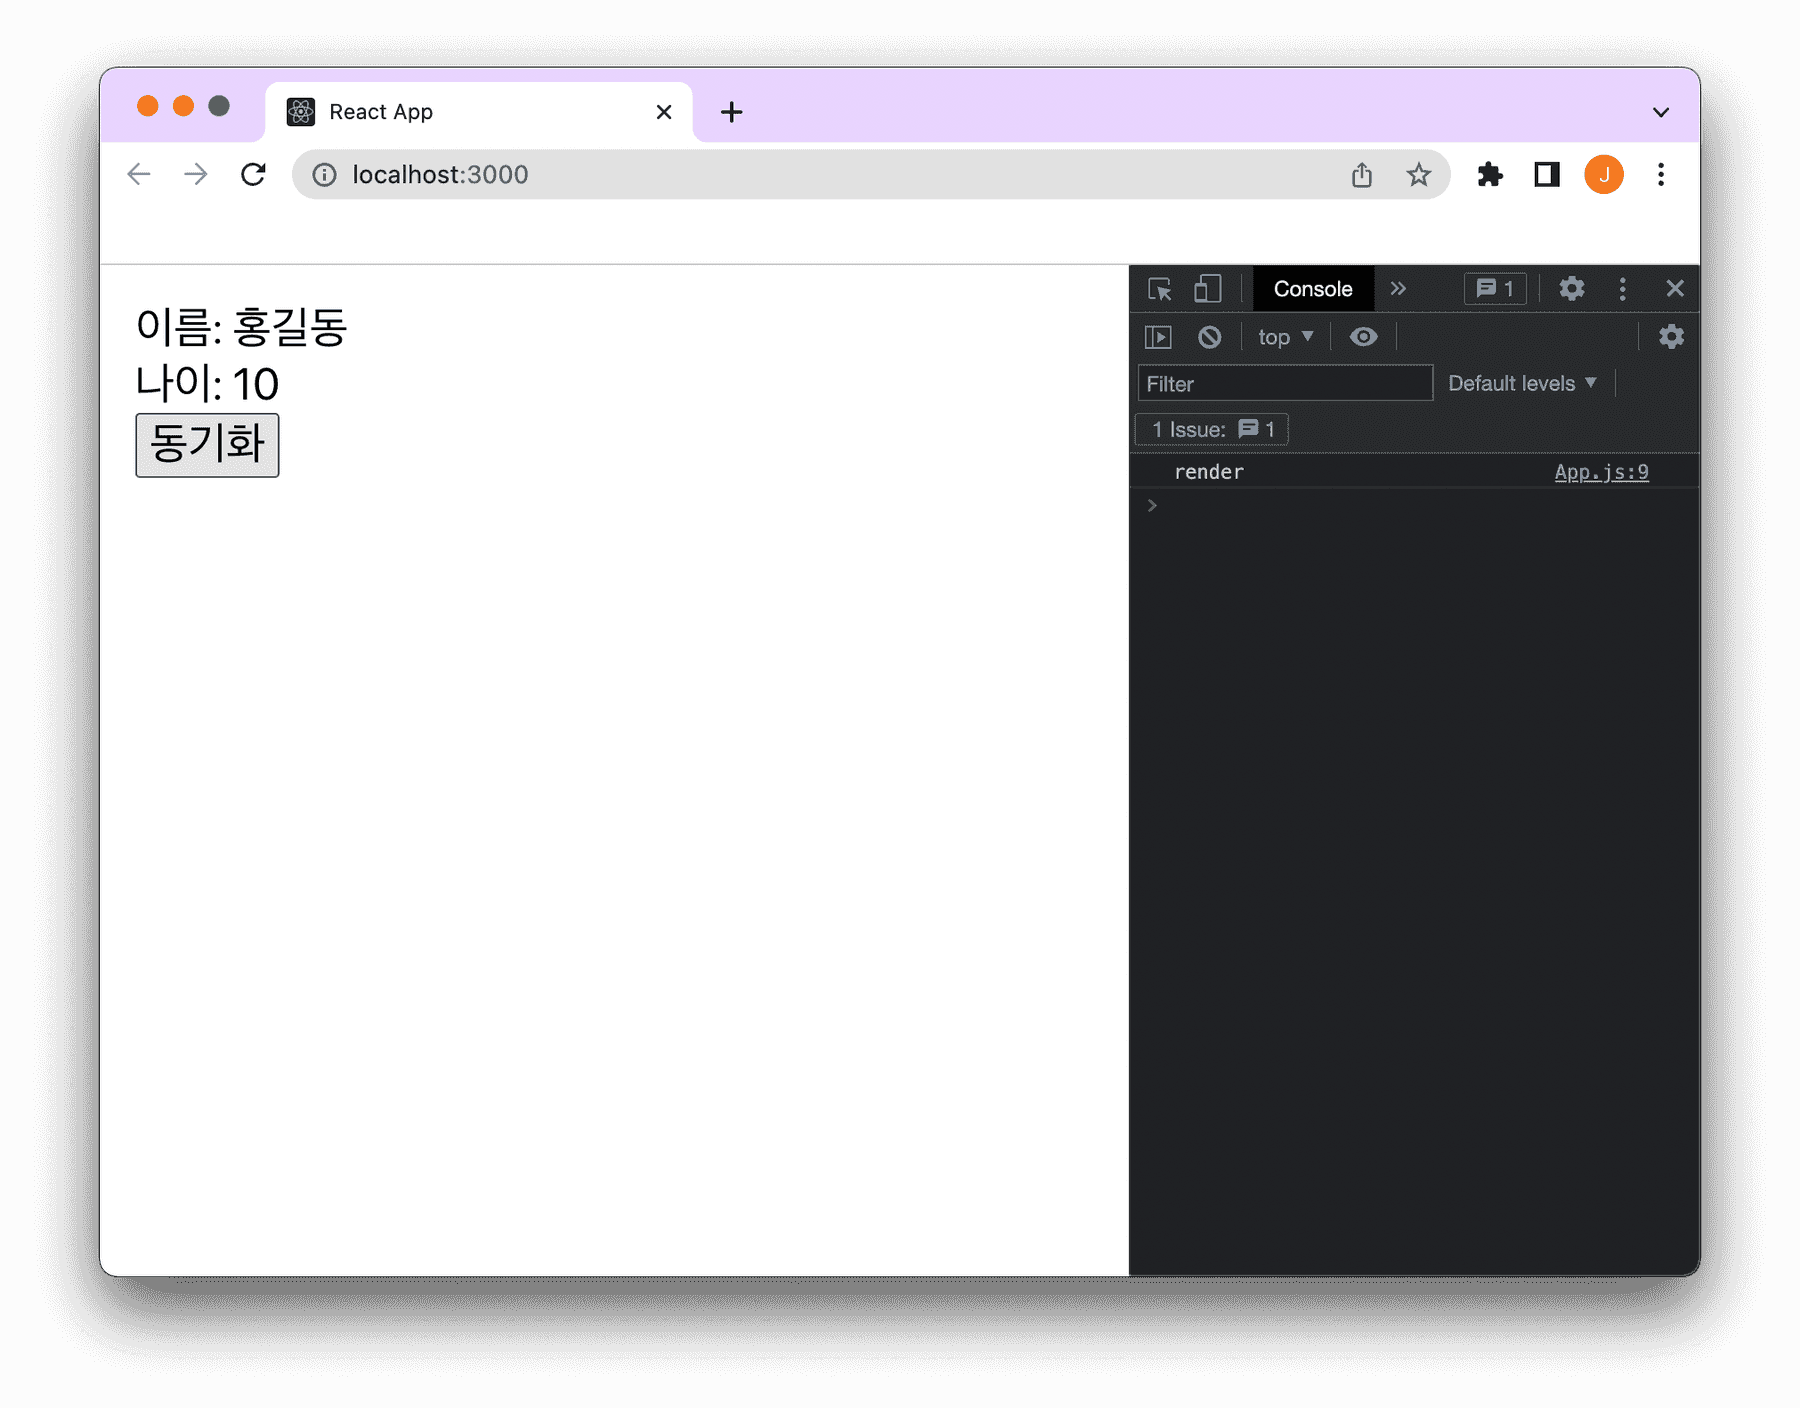 React App
localhost:3000
J
이름: 홍길동
나이: 10
동기화
Console 1
top
Filter Default levels
1 Issue: 1
render App.js:9